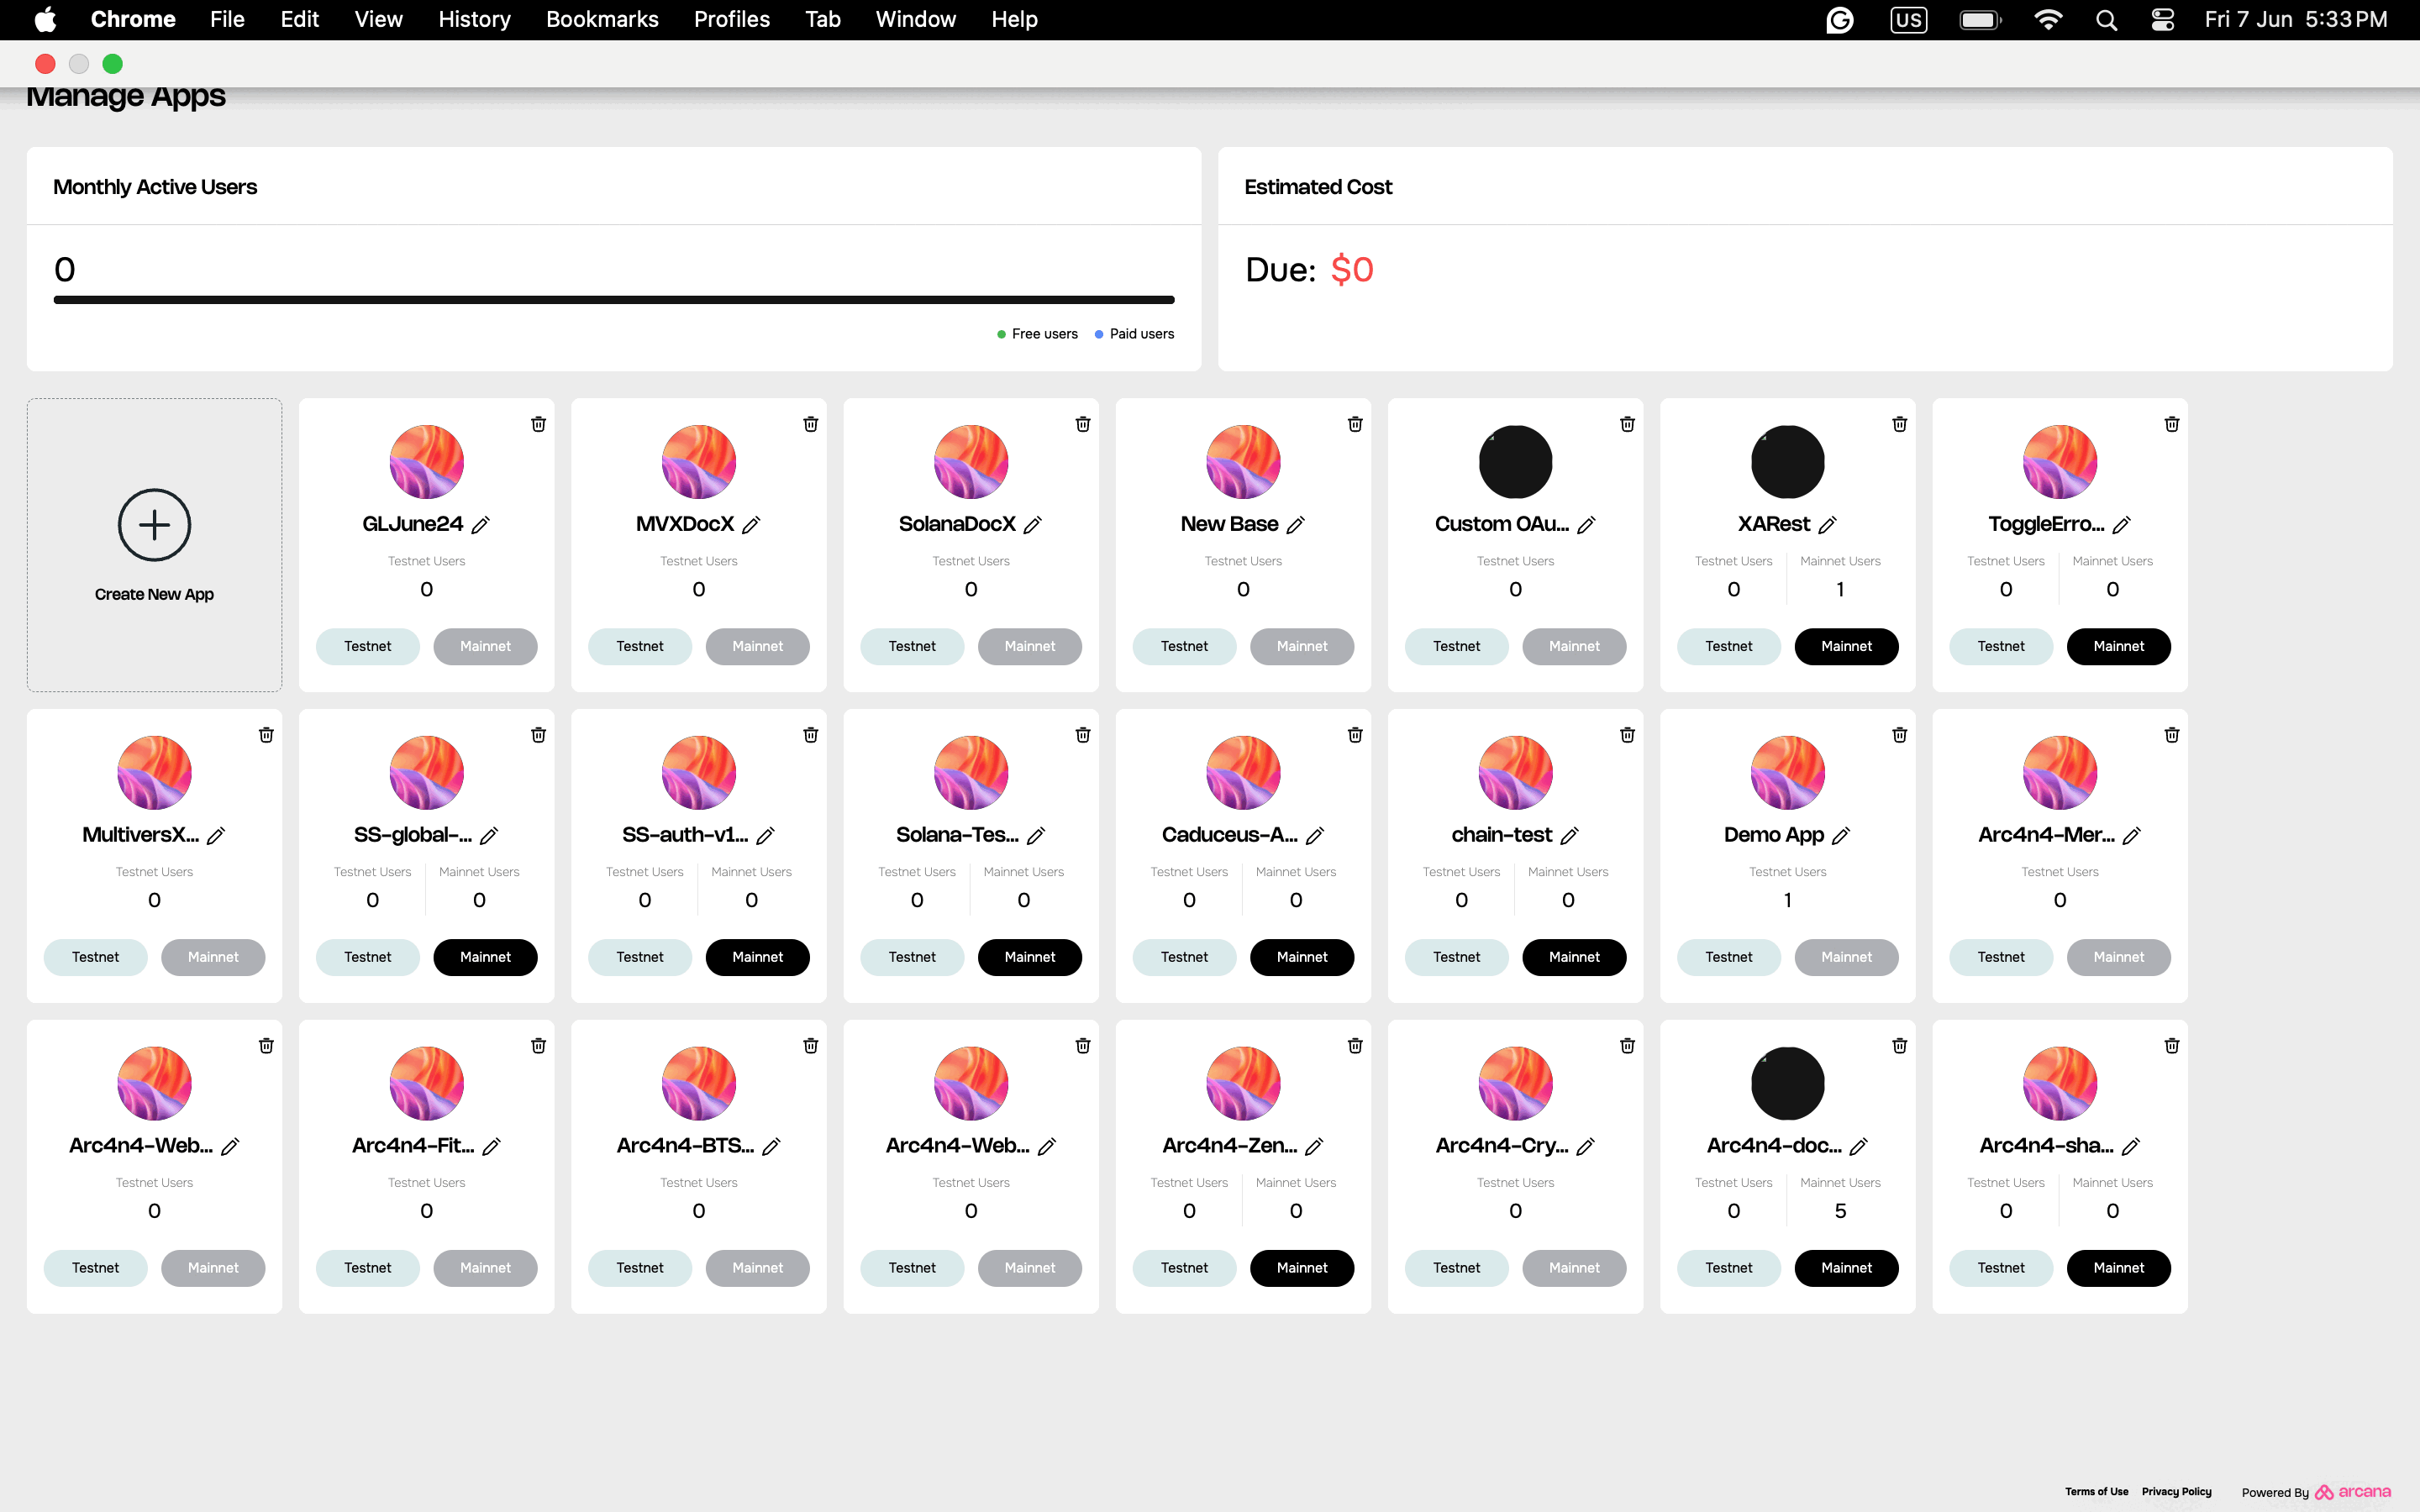 Chrome File Edit View History Bookmarks Profiles Tab Window Help US Fri 7 Jun 5:33 PM
Manage Apps
Monthly Active Users
0
Free users Paid users
Estimated Cost
Due: $0
Create New App
GLJune24
Testnet Users
0
Testnet Mainnet
MVXDocX
Testnet Users
0
Testnet Mainnet
SolanaDocX
Testnet Users
0
Testnet Mainnet
New Base
Testnet Users
0
Testnet Mainnet
Custom OAu...
Testnet Users
0
Testnet Mainnet
XARest
Testnet Users Mainnet Users
0 1
Testnet Mainnet
ToggleErro...
Testnet Users Mainnet Users
0 0
Testnet Mainnet
MultiversX...
Testnet Users
0
Testnet Mainnet
SS-global-...
Testnet Users Mainnet Users
0 0
Testnet Mainnet
SS-auth-v1...
Testnet Users Mainnet Users
0 0
Testnet Mainnet
Solana-Tes...
Testnet Users Mainnet Users
0 0
Testnet Mainnet
Caduceus-A...
Testnet Users Mainnet Users
0 0
Testnet Mainnet
chain-test
Testnet Users Mainnet Users
0 0
Testnet Mainnet
Demo App
Testnet Users
1
Testnet Mainnet
Arc4n4-Mer...
Testnet Users
0
Testnet Mainnet
Arc4n4-Web...
Testnet Users
0
Testnet Mainnet
Arc4n4-Fit...
Testnet Users
0
Testnet Mainnet
Arc4n4-BTS...
Testnet Users
0
Testnet Mainnet
Arc4n4-Web...
Testnet Users
0
Testnet Mainnet
Arc4n4-Zen...
Testnet Users Mainnet Users
0 0
Testnet Mainnet
Arc4n4-Cry...
Testnet Users
0
Testnet Mainnet
Arc4n4-doc...
Testnet Users Mainnet Users
0 5
Testnet Mainnet
Arc4n4-sha...
Testnet Users Mainnet Users
0 0
Testnet Mainnet
Terms of Use Privacy Policy Powered By arcana